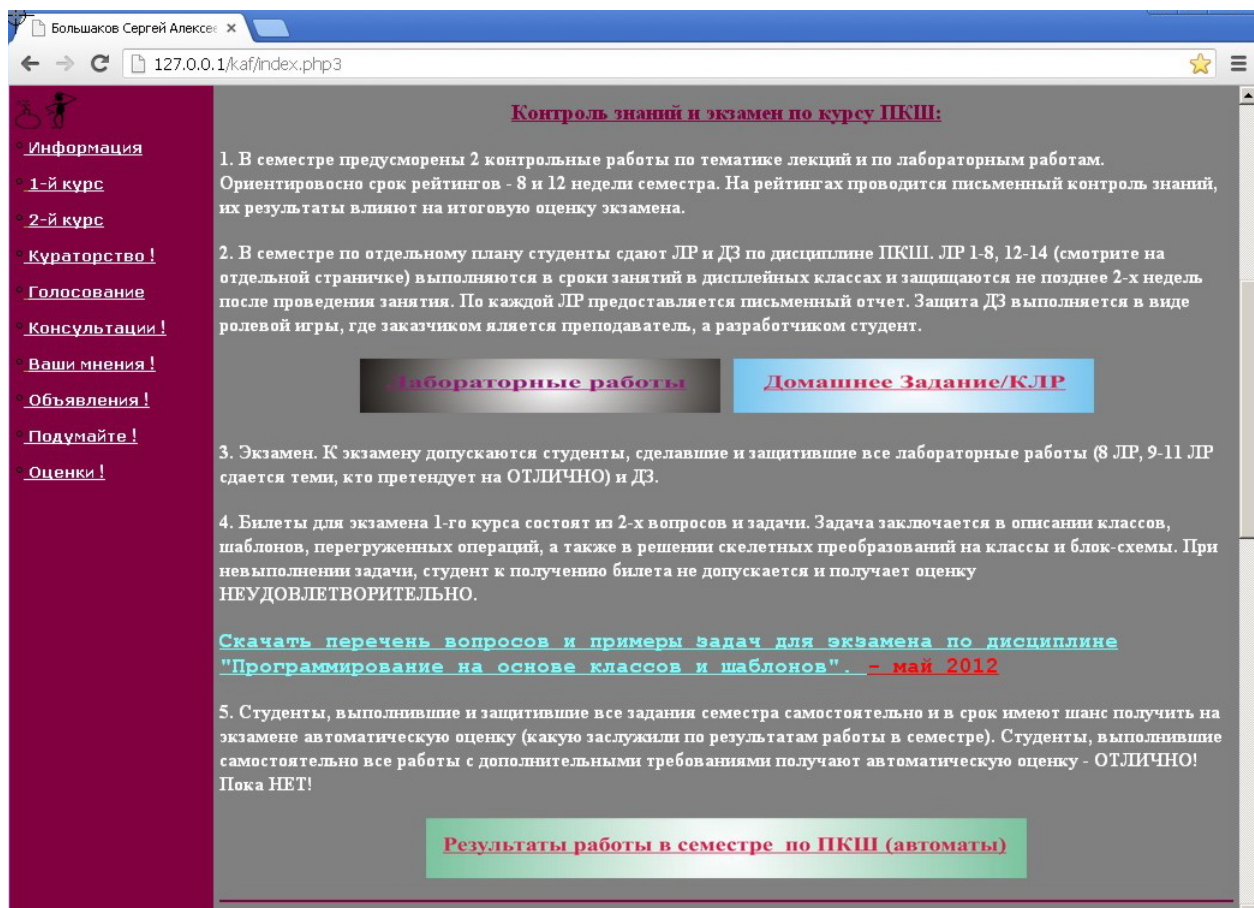 Большаков Сергей Алексе
127.0.0.1/kaf/index.php3
Информация
1-й курс
2-й курс
Кураторство !
Голосование
Консультации !
Ваши мнения !
Объявления !
Подумайте !
Оценки !
Контроль знаний и экзамен по курсу ПКШ:
1. В семестре предусморены 2 контрольные работы по тематике лекций и по лабораторным работам.
Ориентировосно срок рейтингов - 8 и 12 недели семестра. На рейтингах проводится письменный контроль знаний,
их результаты влияют на итоговую оценку экзамена.
2. В семестре по отдельному плану студенты сдают ЛР и ДЗ по дисциплине ПКШ. ЛР 1-8, 12-14 (смотрите на
отдельной страничке) выполняются в сроки занятий в дисплейных классах и защищаются не позднее 2-х недель
после проведения занятия. По каждой ЛР предоставляется письменный отчет. Защита ДЗ выполняется в виде
ролевой игры, где заказчиком яляется преподаватель, а разработчиком студент.
Лабораторные работы
Домашнее Задание/КЛР
3. Экзамен. К экзамену допускаются студенты, сделавшие и защитившие все лабораторные работы (8 ЛР, 9-11 ЛР
сдается теми, кто претендует на ОТЛИЧНО) и ДЗ.
4. Билеты для экзамена 1-го курса состоят из 2-х вопросов и задачи. Задача заключается в описании классов,
шаблонов, перегруженных операций, а также в решении скелетных преобразований на классы и блок-схемы. При
невыполнении задачи, студент к получению билета не допускается и получает оценку
НЕУДОВЛЕТВОРИТЕЛЬНО.
Скачать перечень вопросов и примеры задач для экзамена по дисциплине
"Программирование на основе классов и шаблонов". - май 2012
5. Студенты, выполнившие и защитившие все задания семестра самостоятельно и в срок имеют шанс получить на
экзамене автоматическую оценку (какую заслужили по результатам работы в семестре). Студенты, выполнившие
самостоятельно все работы с дополнительными требованиями получают автоматическую оценку - ОТЛИЧНО!
Пока НЕТ!
Результаты работы в семестре по ПКШ (автоматы)